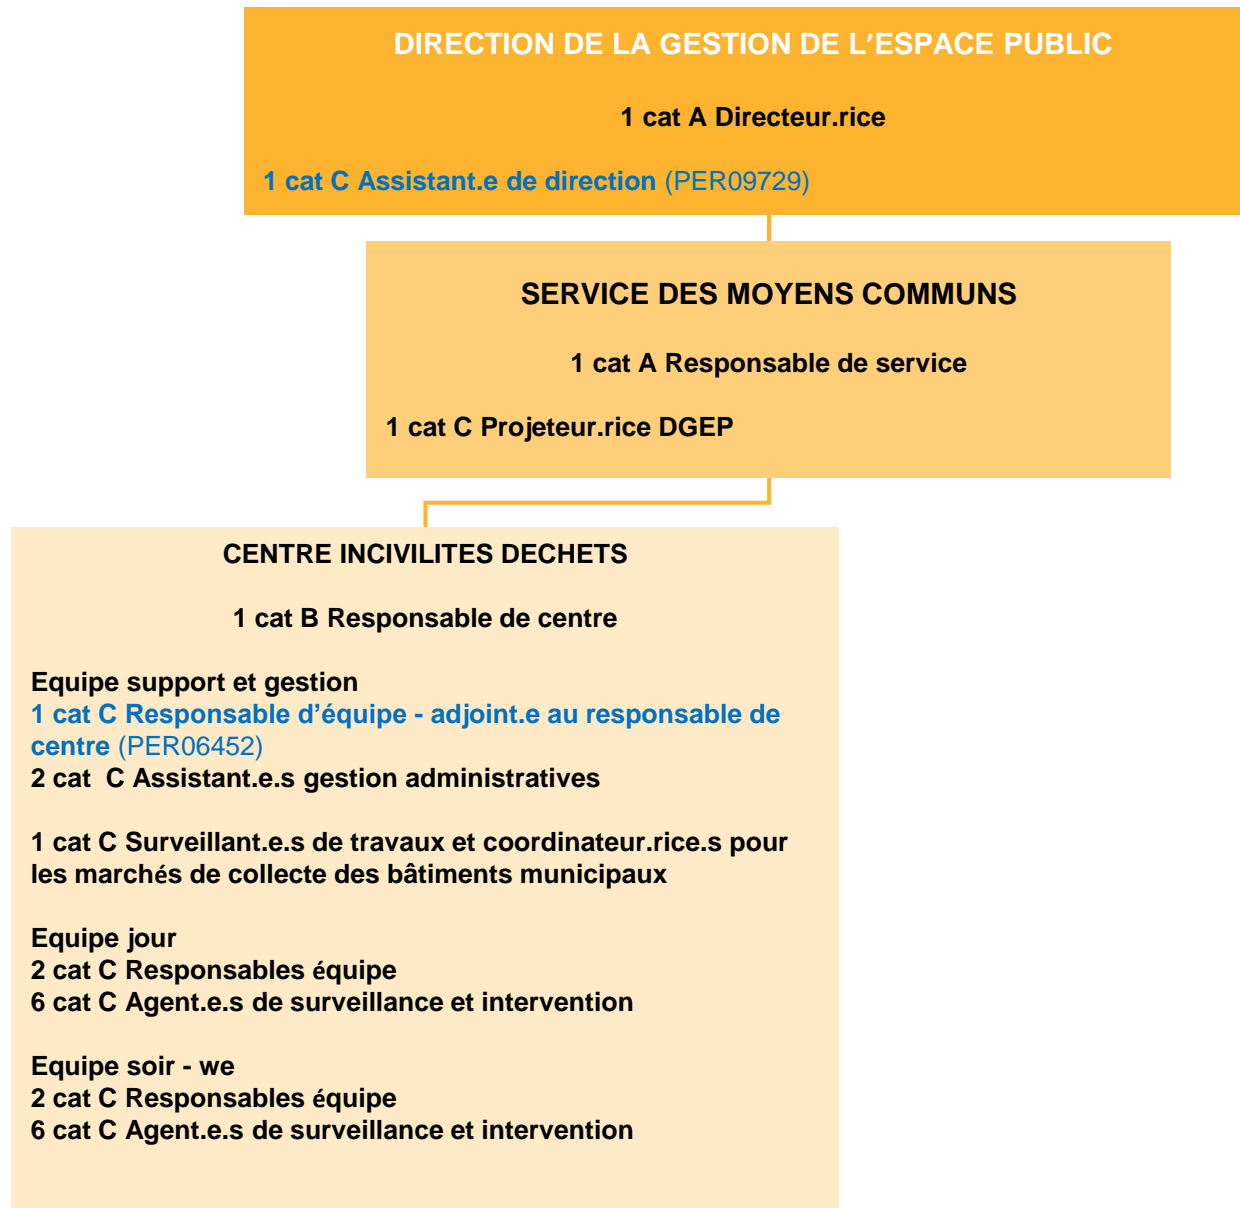 DIRECTION DE LA GESTION DE L’ESPACE PUBLIC
1 cat A Directeur.rice
1 cat C Assistant.e de direction (PER09729)
SERVICE DES MOYENS COMMUNS
1 cat A Responsable de service
1 cat C Projeteur.rice DGEP
CENTRE INCIVILITES DECHETS
1 cat B Responsable de centre
Equipe support et gestion
1 cat C Responsable d’équipe - adjoint.e au responsable de
centre (PER06452)
2 cat  C Assistant.e.s gestion administratives
1 cat C Surveillant.e.s de travaux et coordinateur.rice.s pour
les marchés de collecte des bâtiments municipaux
Equipe jour
2 cat C Responsables équipe
6 cat C Agent.e.s de surveillance et intervention
Equipe soir - we
2 cat C Responsables équipe
6 cat C Agent.e.s de surveillance et intervention